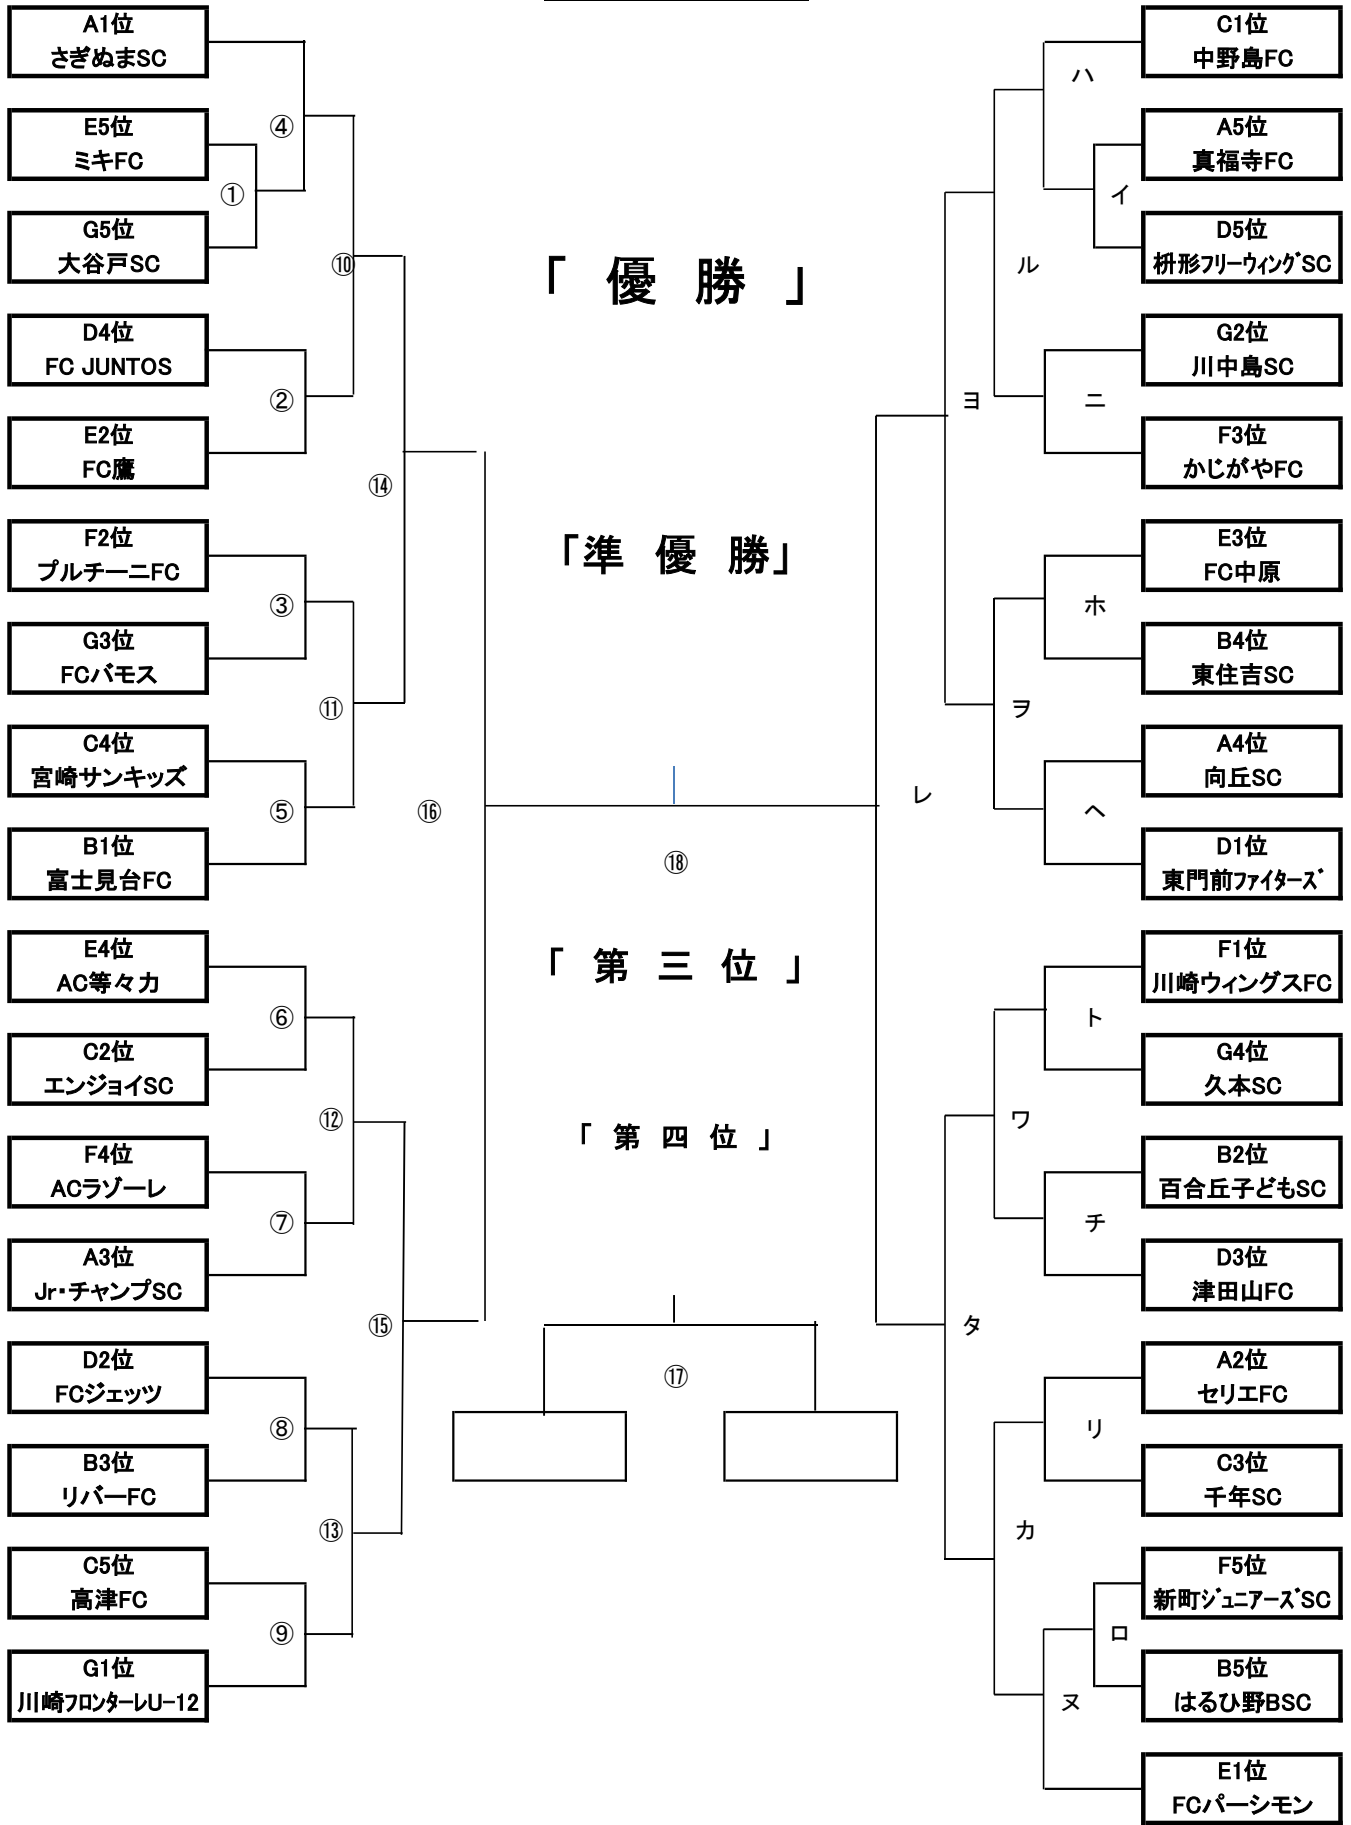 A1位
さぎぬまSC
E5位
ミキFC
G5位
大谷戸SC
D4位
FC JUNTOS
E2位
FC鷹
F2位
プルチーニFC
G3位
FCバモス
C4位
宮崎サンキッズ
B1位
富士見台FC
E4位
AC等々力
C2位
エンジョイSC
F4位
ACラゾーレ
A3位
Jr・チャンプSC
D2位
FCジェッツ
B3位
リバーFC
C5位
高津FC
G1位
川崎フロンターレU-12
④
①
⑩
②
⑭
③
⑪
⑤
⑯
⑥
⑫
⑦
⑮
⑧
⑬
⑨
「 優 勝 」
「準 優 勝」
⑱
「 第 三 位 」
「 第 四 位 」
⑰
ハ
イ
ル
ニ
ヨ
ホ
ヲ
ヘ
レ
ト
ワ
チ
タ
リ
カ
ロ
ヌ
C1位
中野島FC
A5位
真福寺FC
D5位
枡形フリーウィングSC
G2位
川中島SC
F3位
かじがやFC
E3位
FC中原
B4位
東住吉SC
A4位
向丘SC
D1位
東門前ファイターズ
F1位
川崎ウィングスFC
G4位
久本SC
B2位
百合丘子どもSC
D3位
津田山FC
A2位
セリエFC
C3位
千年SC
F5位
新町ジュニアーズSC
B5位
はるひ野BSC
E1位
FCパーシモン